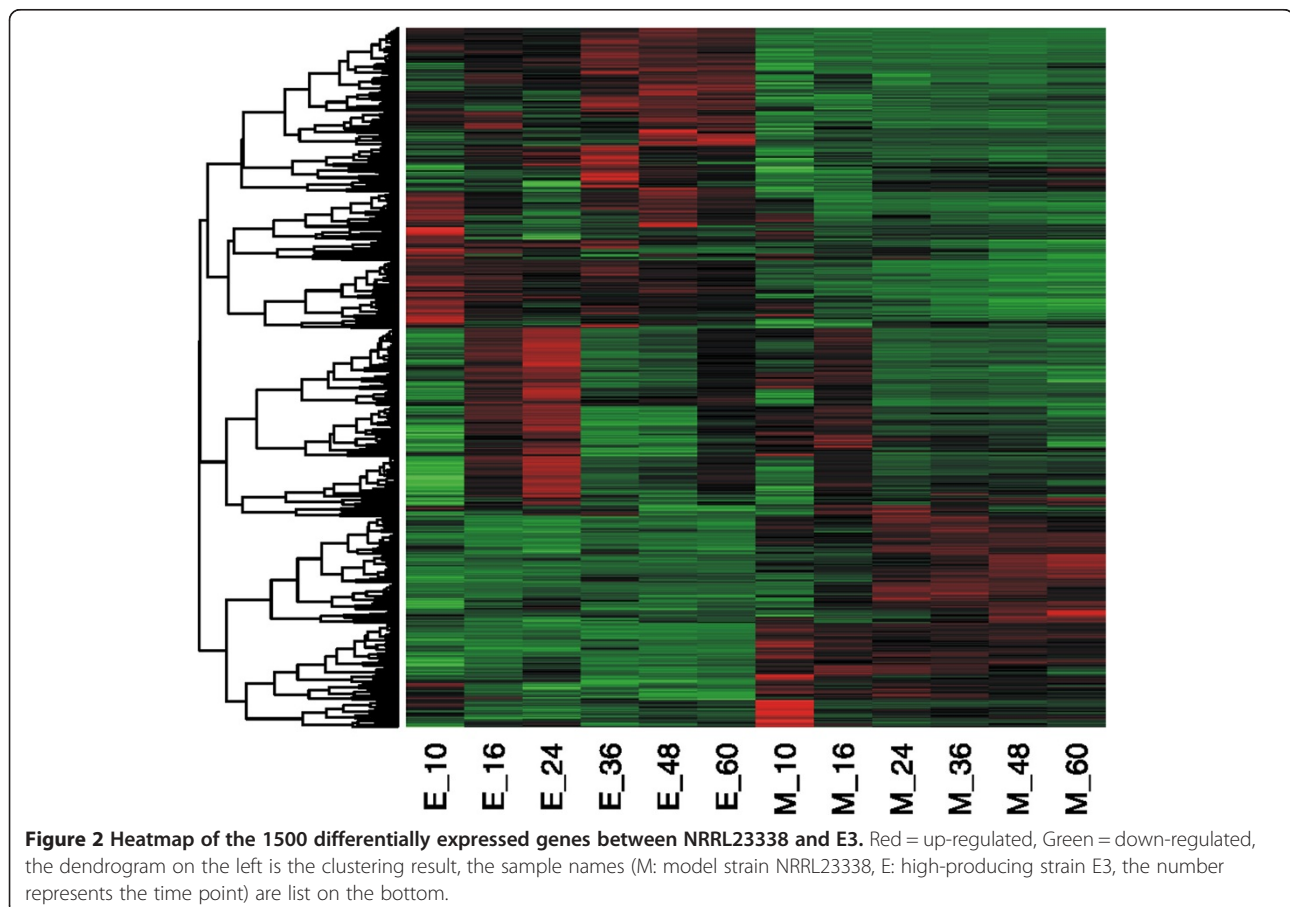 E_10
E_16
E_24
E_36
E_48
E_60
M_10
M_16
M_24
M_36
M_48
M_60
Figure 2 Heatmap of the 1500 differentially expressed genes between NRRL23338 and E3. Red = up-regulated, Green = down-regulated,
the dendrogram on the left is the clustering result, the sample names (M: model strain NRRL23338, E: high-producing strain E3, the number
represents the time point) are list on the bottom.